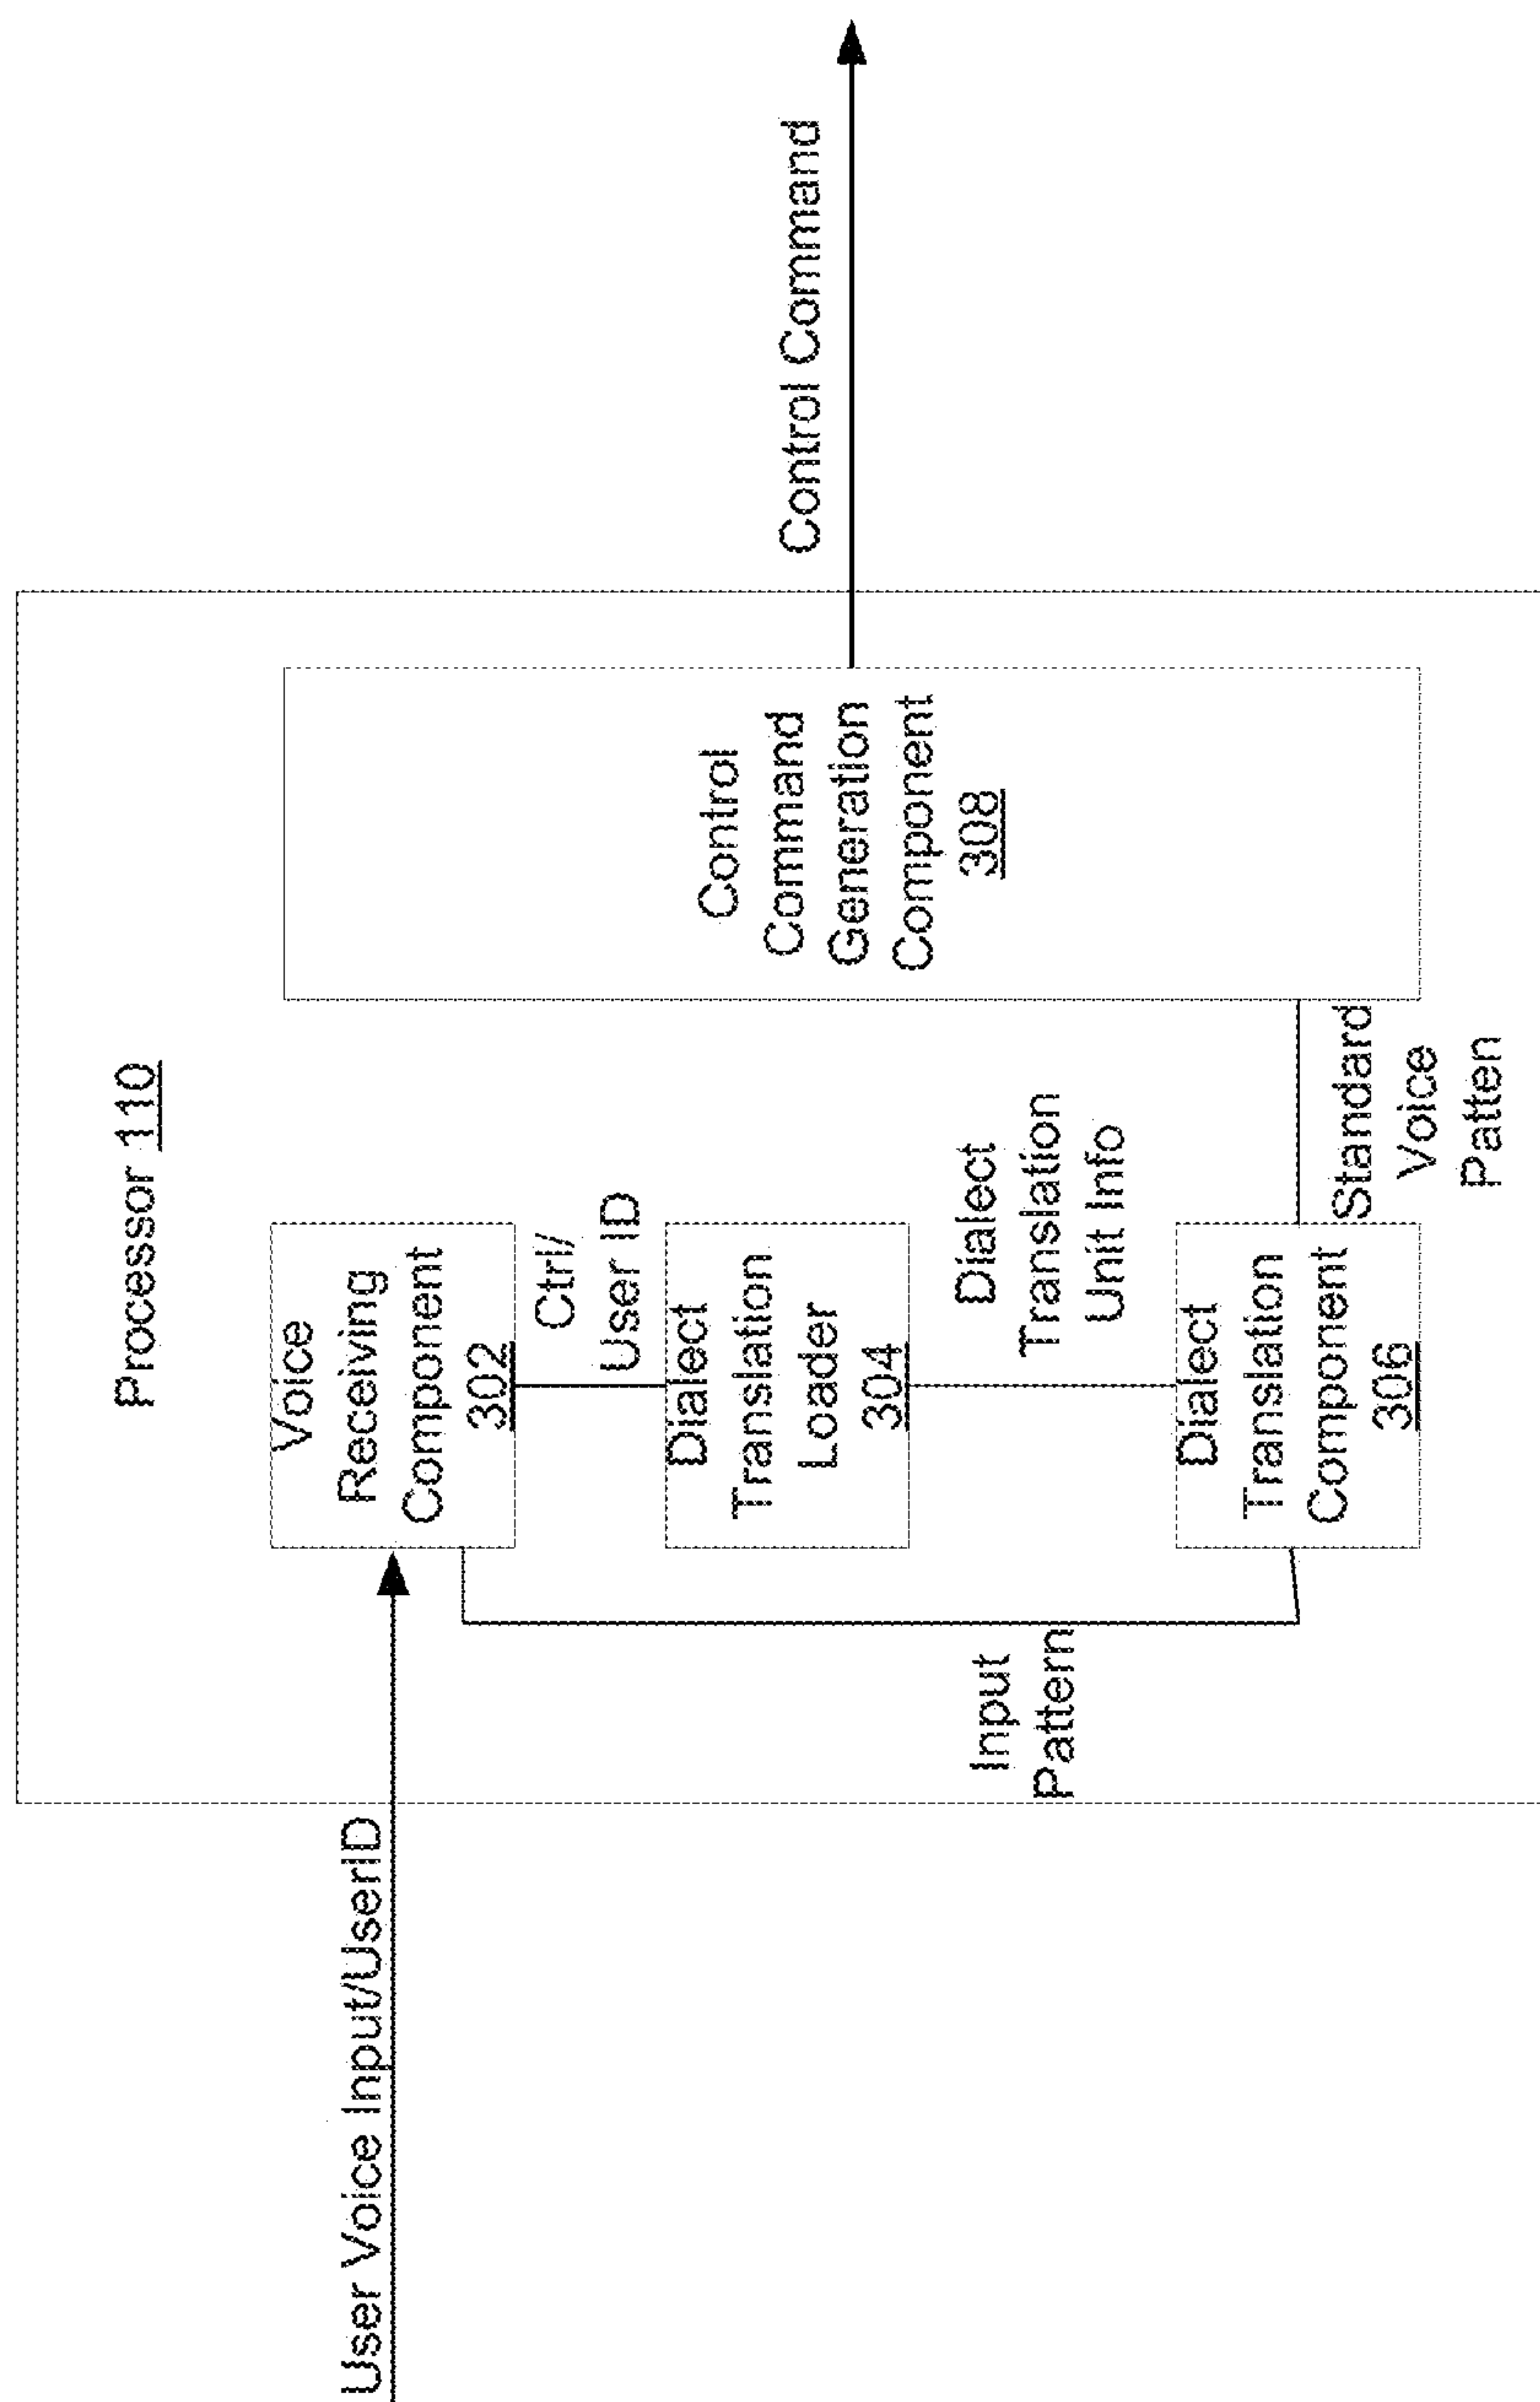 Processor 110
User Voice Input/UserID
Voice
Receiving
Component
302
Ctrl/
User ID
Dialect
Translation
Loader
304
Dialect
Translation
Unit Info
Input
Pattern
Dialect
Translation
Component
306
Standard
Voice
Patten
Control
Command
Generation
Component
308
Control Command